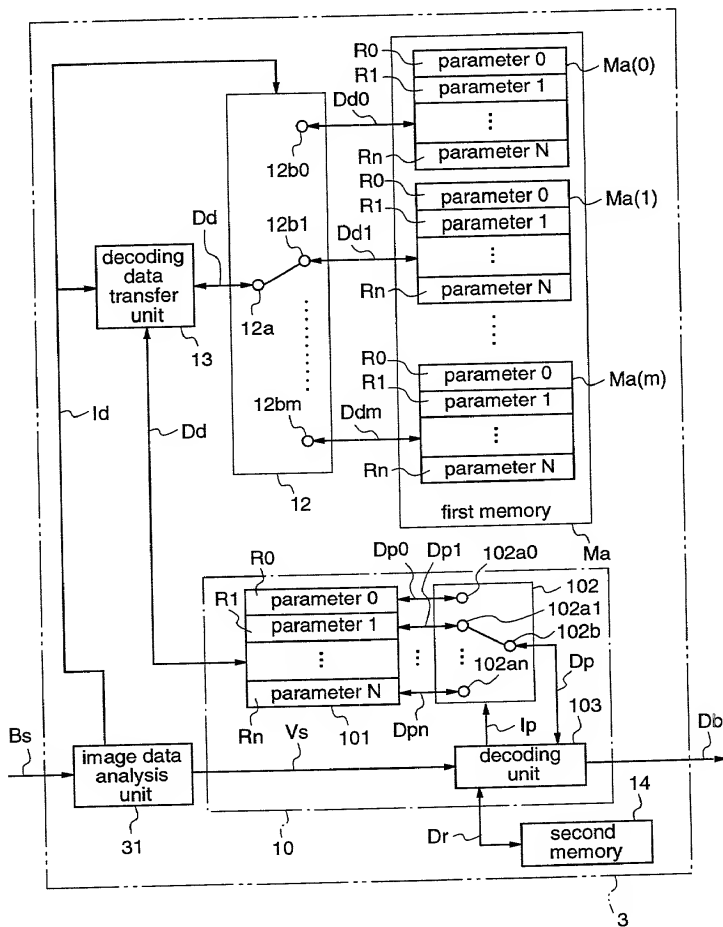 R0 parameter 0 Ma(0)
R1 parameter 1
Dd0
⋮
12b0
Rn parameter N
R0 parameter 0 Ma(1)
12b1 R1 parameter 1
Dd Dd1
⋮
decoding
data
transfer
unit
Rn parameter N
12a
13
R0 parameter 0 Ma(m)
R1 parameter 1
Id Dd 12bm Ddm
⋮
Rn parameter N
12
first memory
Ma
Dp0 Dp1 102a0
R0 parameter 0 102
R1 parameter 1 102a1
102b
⋮ ⋮ ⋮
102an Dp
Rn parameter N
101 Dpn Ip 103
Bs Vs Db
image data
analysis
unit
decoding
unit
31 10 14
Dr second
memory
3